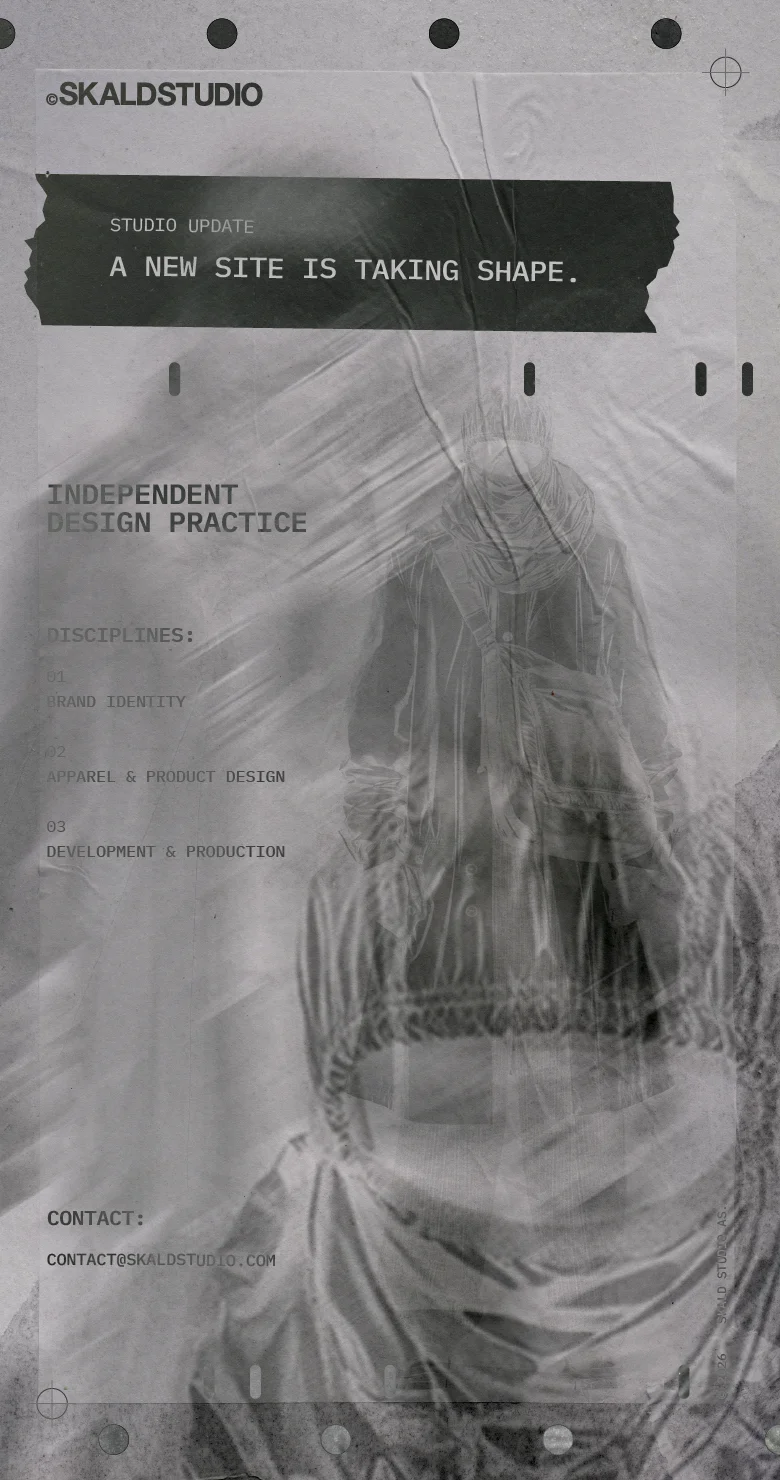 ©SKALDSTUDIO
STUDIO UPDATE
A NEW SITE IS TAKING SHAPE.
INDEPENDENT
DESIGN PRACTICE
DISCIPLINES:
01
BRAND IDENTITY
02
APPAREL & PRODUCT DESIGN
03
DEVELOPMENT & PRODUCTION
CONTACT:
CONTACT@SKALDSTUDIO.COM
26 SKALD STUDIO AS.